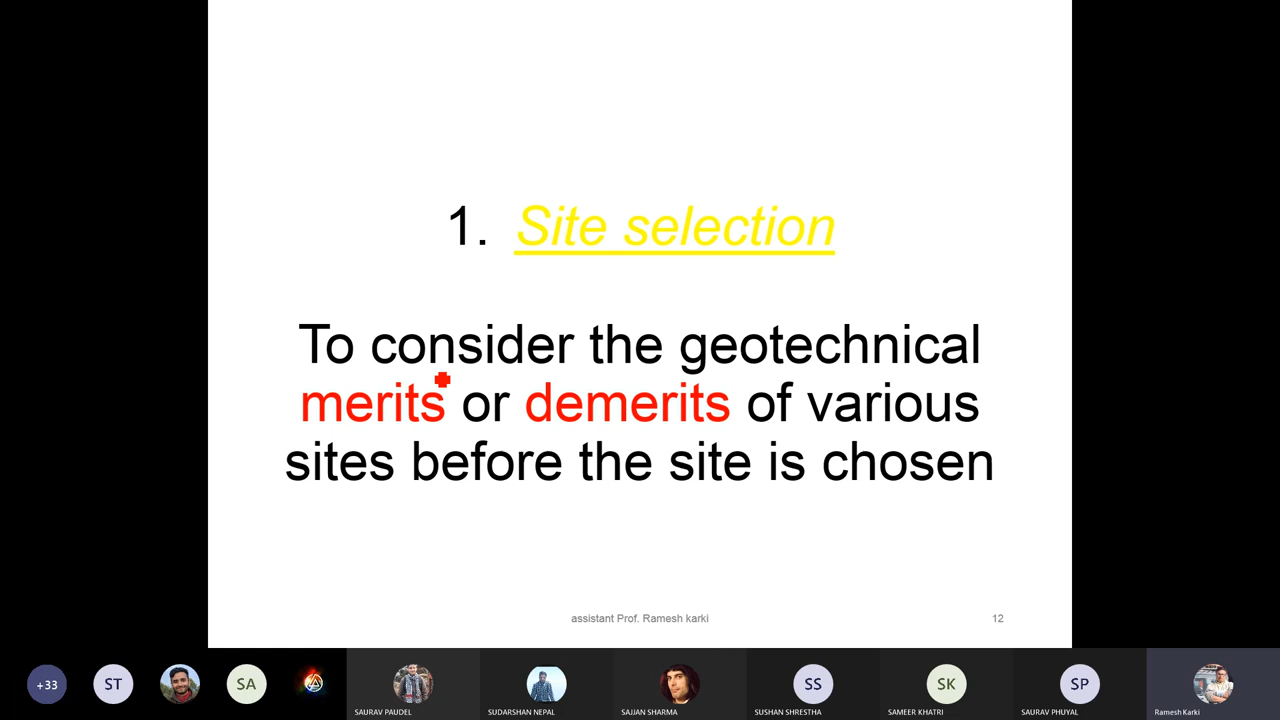 1. Site selection
To consider the geotechnical
merits or demerits of various
sites before the site is chosen
assistant Prof. Ramesh karki
12
+33
ST
SA
SAURAV PAUDEL
SUDARSHAN NEPAL
SAJJAN SHARMA
SS
SUSHAN SHRESTHA
SK
SAMEER KHATRI
SP
SAURAV PHUYAL
Ramesh Karki